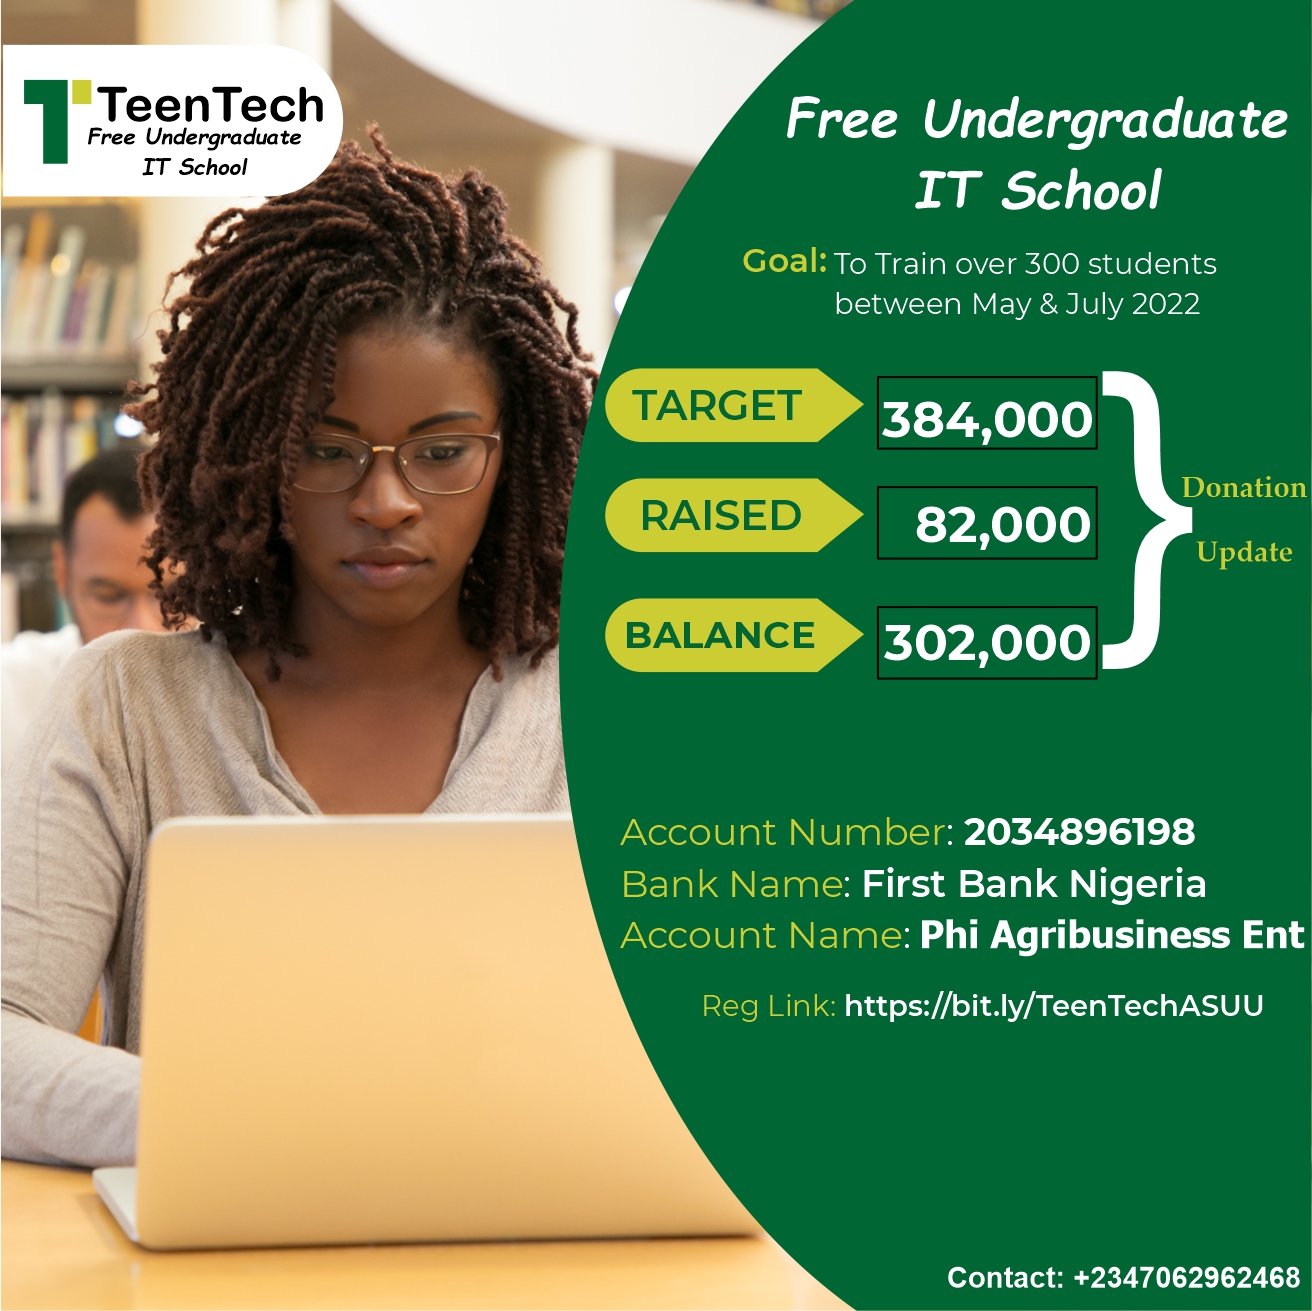 TeenTech
Free Undergraduate
IT School
Free Undergraduate
IT School
Goal: To Train over 300 students
between May & July 2022
TARGET 384,000
RAISED 82,000
BALANCE 302,000
Donation
Update
Account Number: 2034896198
Bank Name: First Bank Nigeria
Account Name: Phi Agribusiness Ent
Reg Link: https://bit.ly/TeenTechASUU
Contact: +2347062962468